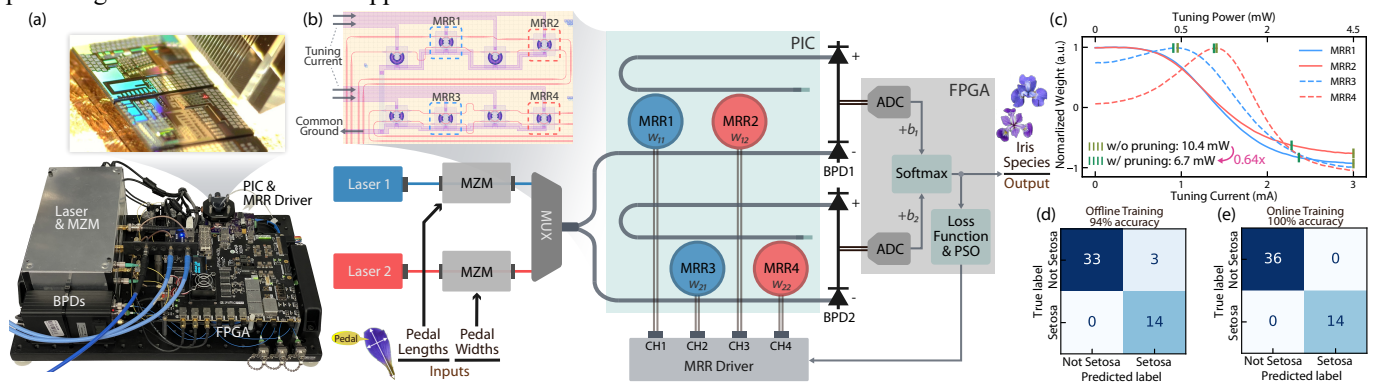 (a)
PIC &
MRR Driver
Laser
& MZM
BPDs
FPGA
(b)
MRR1
MRR2
Tuning
Current
MRR3
MRR4
Common
Ground
Laser 1
MZM
Laser 2
MZM
MUX
Pedal
Pedal
Lengths
Pedal
Widths
Inputs
PIC
MRR1
W11
MRR2
W12
MRR3
W21
MRR4
W22
CH1
CH2
CH3
CH4
MRR Driver
+
-
BPD1
+
-
BPD2
FPGA
ADC
+b1
Softmax
+b2
ADC
Loss
Function
& PSO
Iris
Species
Output
(c)
Tuning Power (mW)
0
0.5
2
4.5
Nomarlized Weight (a.u.)
1
0
−1
MRR1
MRR2
MRR3
MRR4
w/o pruning: 10.4 mW
w/ pruning: 6.7 mW
0.64x
0
1
2
3
Tuning Current (mA)
(d)
Offline Training
94% accuracy
True label
Not Setosa
Setosa
33
3
0
14
Not Setosa
Setosa
Predicted label
(e)
Online Training
100% accuracy
True label
Not Setosa
Setosa
36
0
0
14
Not Setosa
Setosa
Predicted label